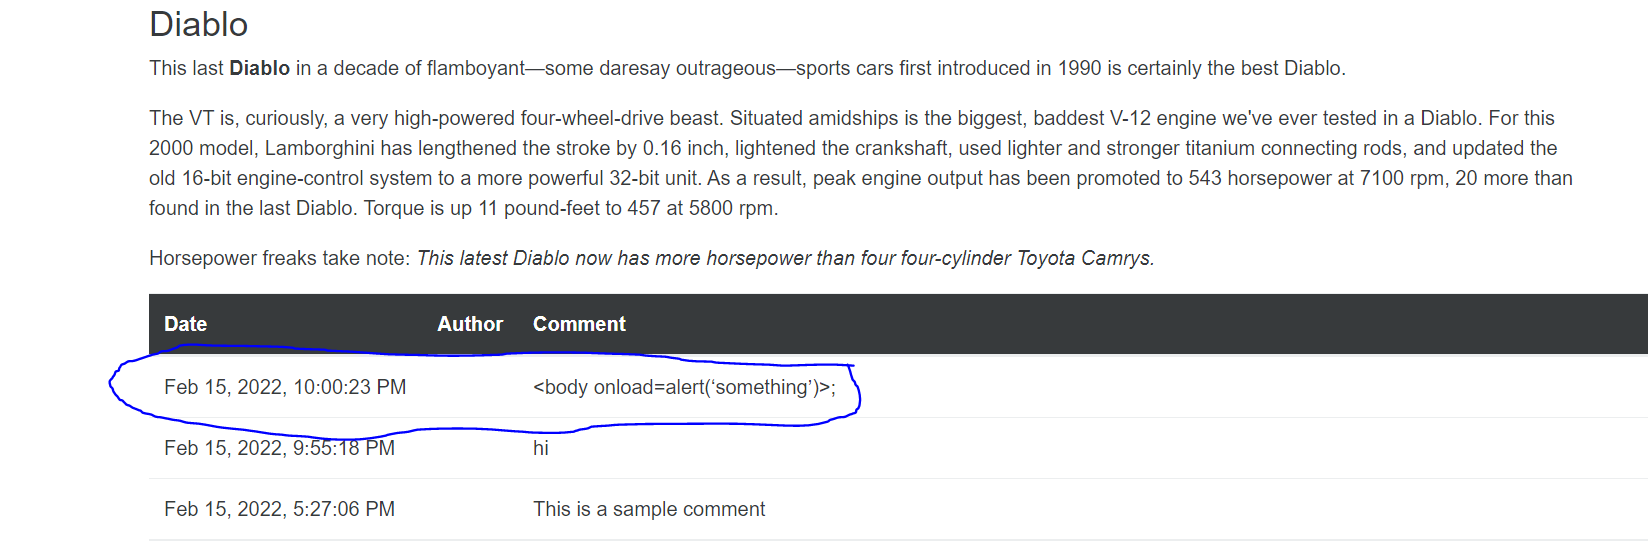 Diablo
This last Diablo in a decade of flamboyant—some daresay outrageous—sports cars first introduced in 1990 is certainly the best Diablo.
The VT is, curiously, a very high-powered four-wheel-drive beast. Situated amidships is the biggest, baddest V-12 engine we've ever tested in a Diablo. For this
2000 model, Lamborghini has lengthened the stroke by 0.16 inch, lightened the crankshaft, used lighter and stronger titanium connecting rods, and updated the
old 16-bit engine-control system to a more powerful 32-bit unit. As a result, peak engine output has been promoted to 543 horsepower at 7100 rpm, 20 more than
found in the last Diablo. Torque is up 11 pound-feet to 457 at 5800 rpm.
Horsepower freaks take note: This latest Diablo now has more horsepower than four four-cylinder Toyota Camrys.
Date Author Comment
Feb 15, 2022, 10:00:23 PM <body onload=alert(‘something’)>;
Feb 15, 2022, 9:55:18 PM hi
Feb 15, 2022, 5:27:06 PM This is a sample comment